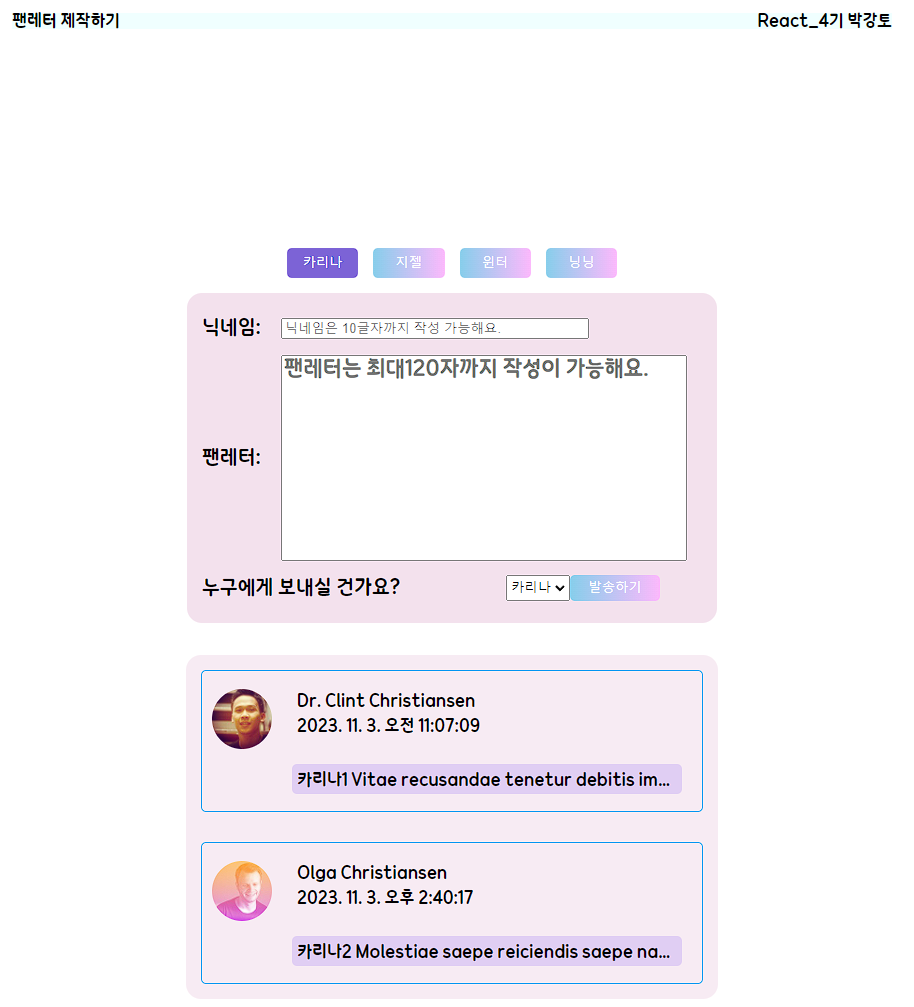 팬레터 제작하기
React_4기 박강토
카리나
지젤
윈터
닝닝
닉네임:
닉네임은 10글자까지 작성 가능해요.
팬레터:
팬레터는 최대120자까지 작성이 가능해요.
누구에게 보내실 건가요?
카리나
발송하기
Dr. Clint Christiansen
2023. 11. 3. 오전 11:07:09
카리나1 Vitae recusandae tenetur debitis im...
Olga Christiansen
2023. 11. 3. 오후 2:40:17
카리나2 Molestiae saepe reiciendis saepe na...